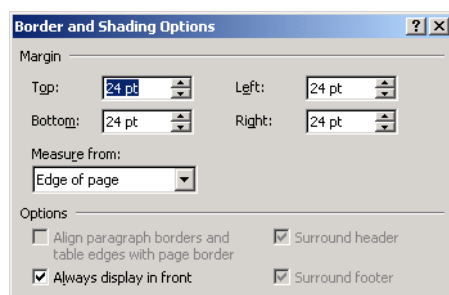 Border and Shading Options
Margin
Top: 24 pt Left: 24 pt
Bottom: 24 pt Right: 24 pt
Measure from:
Edge of page
Options
Align paragraph borders and Surround header
table edges with page border
Always display in front Surround footer